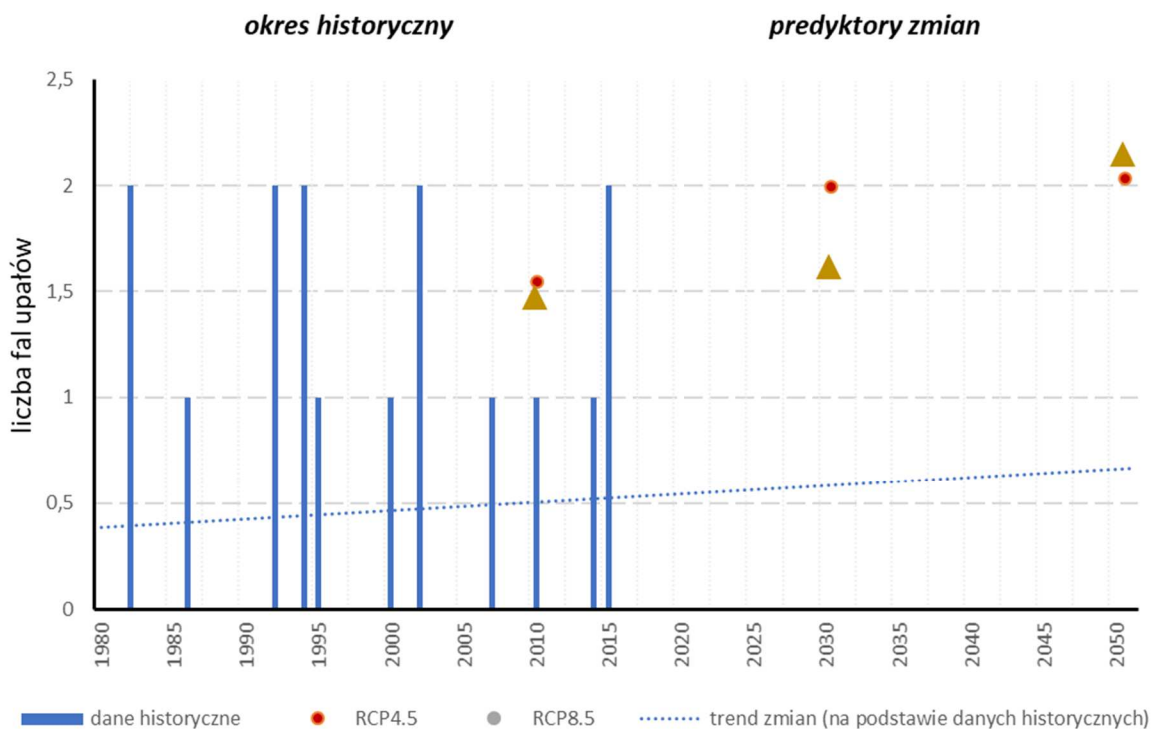 okres historyczny predyktory zmian
2,5
2
1,5
1
0,5
0
liczba fal upałów
1980 1985 1990 1995 2000 2005 2010 2015 2020 2025 2030 2035 2040 2045 2050
dane historyczne RCP4.5 RCP8.5 trend zmian (na podstawie danych historycznych)